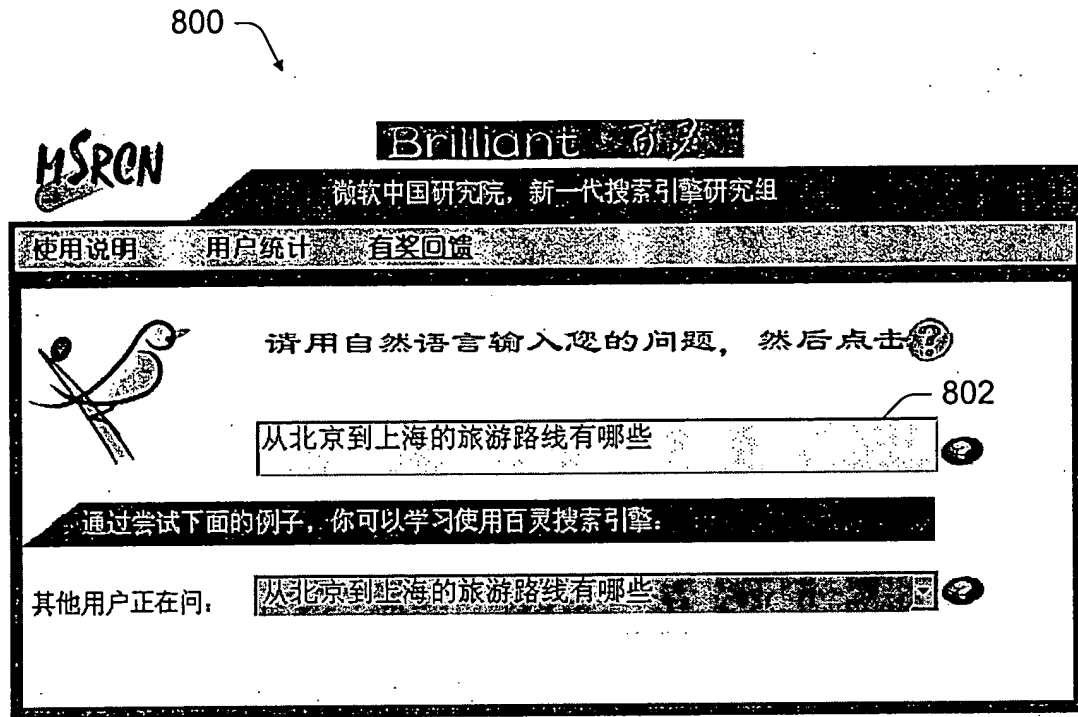 800
MSRCN
Brilliant 百灵
微软中国研究院，新一代搜索引擎研究组
使用说明 用户统计 有奖回馈
请用自然语言输入您的问题，然后点击?
802
从北京到上海的旅游路线有哪些
通过尝试下面的例子，你可以学习使用百灵搜索引擎：
其他用户正在问： 从北京到上海的旅游路线有哪些